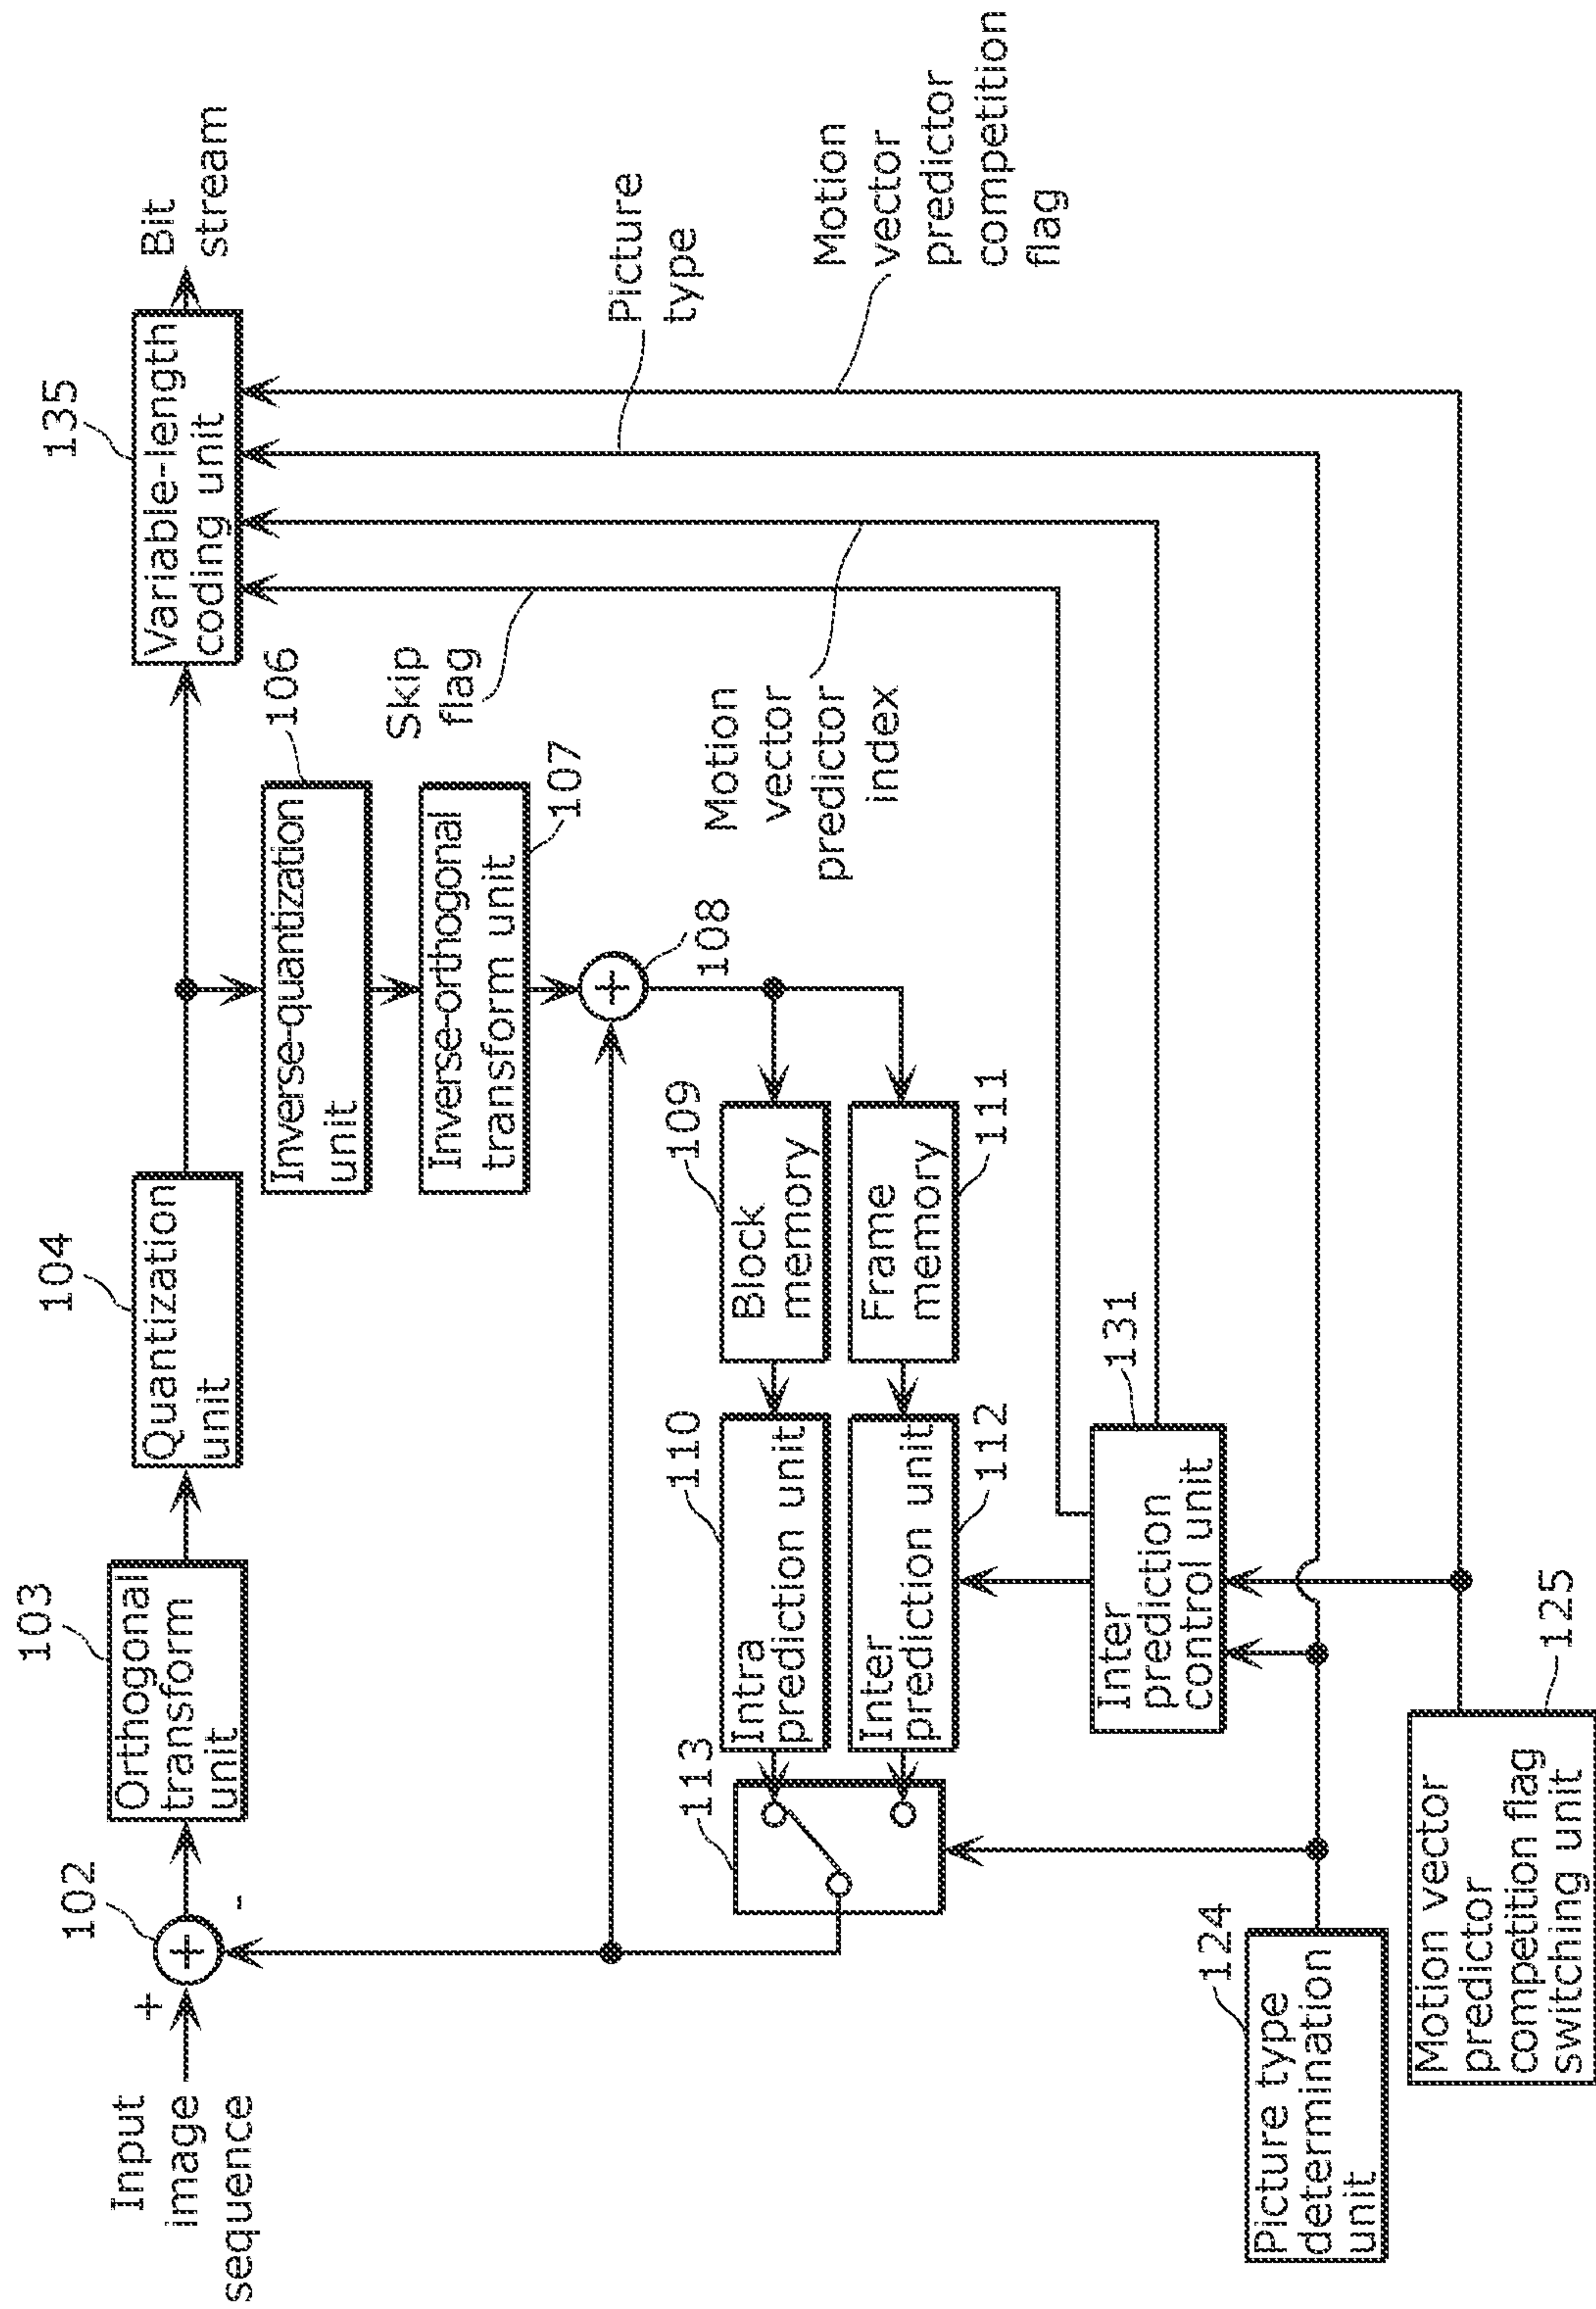 Input
image
sequence
+
-
102
+
103
Orthogonal
transform
unit
104
Quantization
unit
135
Variable-length
coding unit
Bit
stream
106
Inverse-quantization
unit
Inverse-orthogonal
transform unit
107
+
108
Skip
flag
Motion
vector
predictor
index
Picture
type
Motion
vector
predictor
competition
flag
113
110
Intra
prediction unit
109
Block
memory
Inter
prediction unit
112
Frame
memory
111
131
Inter
prediction
control unit
124
Picture type
determination
unit
Motion vector
predictor
competition flag
switching unit
125